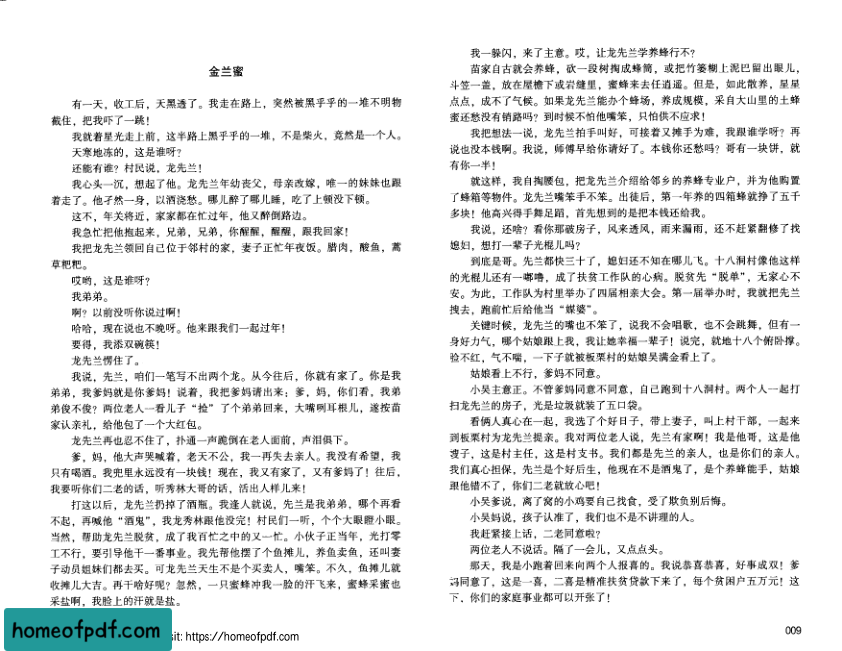 金兰蜜
有一天，收工后，天黑透了。我走在路上，突然被黑乎乎的一堆不明物
截住，把我吓了一跳！
我就着星光走上前，这半路上黑乎乎的一堆，不是柴火，竟然是一个人。
天寒地冻的，这是谁呀？
还能有谁？村民说，龙先兰！
我心头一沉，想起了他。龙先兰年幼丧父，母亲改嫁，唯一的妹妹也跟
着走了。他孑然一身，以酒浇愁。哪儿醉了哪儿睡，吃了上顿没下顿。
这不，年关将近，家家都在忙过年，他又醉倒路边。
我急忙把他抱起来，兄弟，兄弟，你醒醒，醒醒，跟我回家！
我把龙先兰领回自己位于邻村的家，妻子正忙年夜饭。腊肉，酸鱼，蒿
草粑粑。
哎哟，这是谁呀？
我弟弟。
啊？以前没听你说过啊！
哈哈，现在说也不晚呀。他来跟我们一起过年！
要得，我添双碗筷！
龙先兰愣住了。
我说，先兰，咱们一笔写不出两个龙。从今往后，你就有家了。你是我
弟弟，我爹妈就是你爹妈！说着，我把爹妈请出来：爹，妈，你们看，我弟
弟俊不俊？两位老人一看儿子“捡”了个弟弟回来，大嘴咧耳根儿，遂按苗
家认亲礼，给他包了一个大红包。
龙先兰再也忍不住了，扑通一声跪倒在老人面前，声泪俱下。
爹，妈，他大声哭喊着，老天不公，我一再失去亲人。我没有希望，我
只有喝酒。我兜里永远没有一块钱！现在，我又有家了，又有爹妈了！往后，
我要听你们二老的话，听秀林大哥的话，活出人样儿来！
打这以后，龙先兰扔掉了酒瓶。我逢人就说，先兰是我弟弟，哪个再看
不起，再喊他“酒鬼”，我龙秀林跟他没完！村民们一听，个个大眼瞪小眼。
当然，帮助龙先兰脱贫，成了我百忙之中的又一忙。小伙子正当年，光打零
工不行，要引导他干一番事业。我先帮他摆了个鱼摊儿，养鱼卖鱼，还叫妻
子动员姐妹们都去买。可龙先兰天生不是个买卖人，嘴笨。不久，鱼摊儿就
收摊儿大吉。再干啥好呢？忽然，一只蜜蜂冲我一脸的汗飞来，蜜蜂采蜜也
采盐啊，我脸上的汗就是盐。
我一躲闪，来了主意。哎，让龙先兰学养蜂行不？
苗家自古就会养蜂，砍一段树掏成蜂筒，或把竹篓糊上泥巴留出眼儿，
斗笠一盖，放在屋檐下或岩缝里，蜜蜂来去任逍遥。但是，如此散养，星星
点点，成不了气候。如果龙先兰能办个蜂场，养成规模，采自大山里的土蜂
蜜还愁没有销路吗？到时候不怕他嘴笨，只怕供不应求！
我把想法一说，龙先兰拍手叫好，可接着又摊手为难，我跟谁学呀？再
说也没本钱啊。我说，师傅早给你请好了。本钱你还愁吗？哥有一块饼，就
有你一半！
就这样，我自掏腰包，把龙先兰介绍给邻乡的养蜂专业户，并为他购置
了蜂箱等物件。龙先兰嘴笨手不笨。出徒后，第一年养的四箱蜂就挣了五千
多块！他高兴得手舞足蹈，首先想到的是把本钱还给我。
我说，还啥？看你那破房子，风来透风，雨来漏雨，还不赶紧翻修了找
媳妇，想打一辈子光棍儿吗？
到底是哥。先兰都快三十了，媳妇还不知在哪儿飞。十八洞村像他这样
的光棍儿还有一嘟噜，成了扶贫工作队的心病。脱贫先“脱单”，无家心不
安。为此，工作队为村里举办了四届相亲大会。第一届举办时，我就把先兰
拽去，跑前忙后给他当“媒婆”。
关键时候，龙先兰的嘴也不笨了，说我不会唱歌，也不会跳舞，但有一
身好力气，哪个姑娘跟上我，我让她幸福一辈子！说完，就地十八个俯卧撑。
脸不红，气不喘，一下子就被板栗村的姑娘吴满金看上了。
姑娘看上不行，爹妈不同意。
小吴主意正。不管爹妈同意不同意，自己跑到十八洞村。两个人一起打
扫龙先兰的房子，光是垃圾就装了五口袋。
看俩人真心在一起，我选了个好日子，带上妻子，叫上村干部，一起来
到板栗村为龙先兰提亲。我对两位老人说，先兰有家啊！我是他哥，这是他
嫂子，这是村主任，这是村支书。我们都是先兰的亲人，也是你们的亲人。
我们真心担保，先兰是个好后生，他现在不是酒鬼了，是个养蜂能手，姑娘
跟他错不了，你们二老就放心吧！
小吴爹说，离了窝的小鸡要自己找食，受了欺负别后悔。
小吴妈说，孩子认准了，我们也不是不讲理的人。
我赶紧接上话，二老同意啦？
两位老人不说话。隔了一会儿，又点点头。
那天，我是小跑着回来向两个人报喜的。我说恭喜恭喜，好事成双！爹
妈同意了，这是一喜，二喜是精准扶贫贷款下来了，每个贫困户五万元！这
下，你们的家庭事业都可以开张了！
homeofpdf.com
sit: https://homeofpdf.com
009